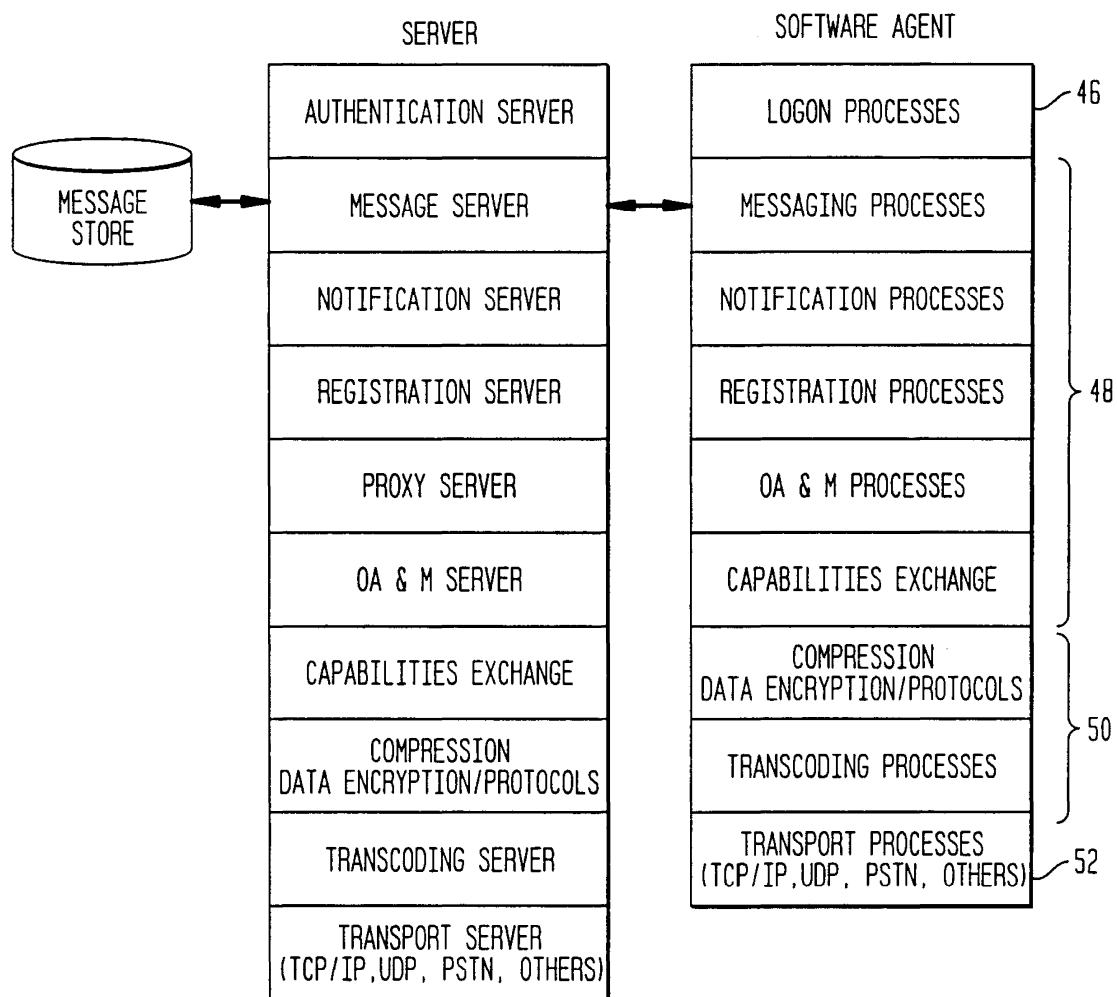 SERVER
AUTHENTICATION SERVER
MESSAGE SERVER
NOTIFICATION SERVER
REGISTRATION SERVER
PROXY SERVER
OA & M SERVER
CAPABILITIES EXCHANGE
COMPRESSION
DATA ENCRYPTION/PROTOCOLS
TRANSCODING SERVER
TRANSPORT SERVER
(TCP/IP,UDP, PSTN, OTHERS)
MESSAGE
STORE
SOFTWARE AGENT
LOGON PROCESSES
MESSAGING PROCESSES
NOTIFICATION PROCESSES
REGISTRATION PROCESSES
OA & M PROCESSES
CAPABILITIES EXCHANGE
COMPRESSION
DATA ENCRYPTION/PROTOCOLS
TRANSCODING PROCESSES
TRANSPORT PROCESSES
(TCP/IP,UDP, PSTN, OTHERS)
46
48
50
52